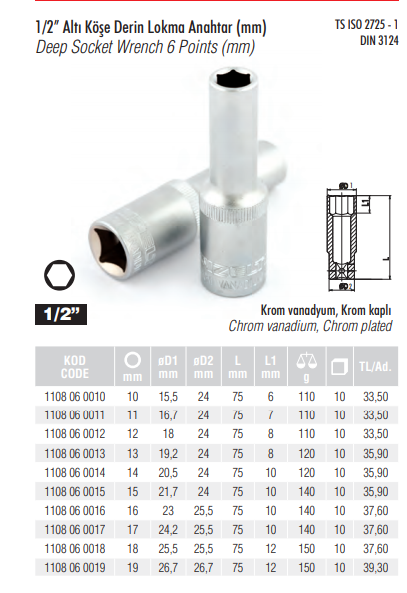 1/2” Altı Köşe Derin Lokma Anahtar (mm)
Deep Socket Wrench 6 Points (mm)
TS ISO 2725 - 1
DIN 3124
øD1
L1
L
1/2”
Krom vanadyum, Krom kaplı
Chrom vanadium, Chrom plated
KOD CODE mm øD1 mm øD2 mm L mm L1 mm g TL/Ad.
1108 06 0010 10 15,5 24 75 6 110 10 33,50
1108 06 0011 11 16,7 24 75 7 110 10 33,50
1108 06 0012 12 18 24 75 8 110 10 33,50
1108 06 0013 13 19,2 24 75 8 120 10 35,90
1108 06 0014 14 20,5 24 75 10 120 10 35,90
1108 06 0015 15 21,7 24 75 10 140 10 35,90
1108 06 0016 16 23 25,5 75 10 140 10 37,60
1108 06 0017 17 24,2 25,5 75 10 140 10 37,60
1108 06 0018 18 25,5 25,5 75 12 150 10 37,60
1108 06 0019 19 26,7 26,7 75 12 150 10 39,30